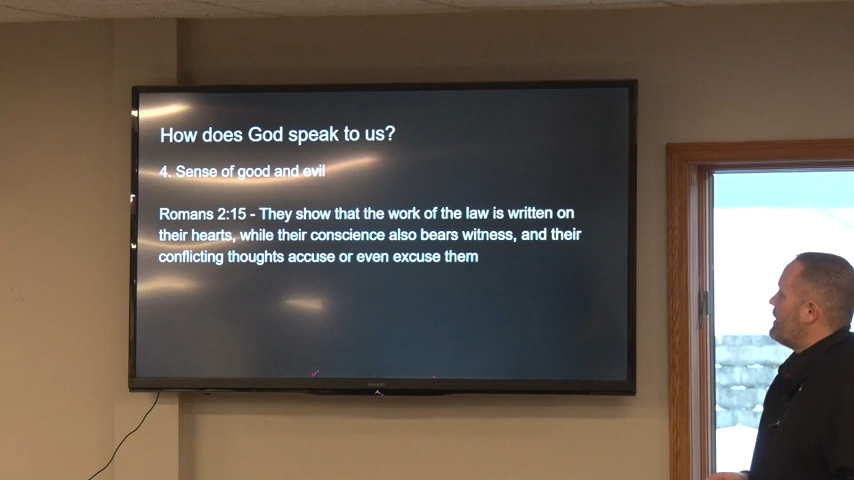 How does God speak to us?
4. Sense of good and evil
Romans 2:15 - They show that the work of the law is written on
their hearts, while their conscience also bears witness, and their
conflicting thoughts accuse or even excuse them